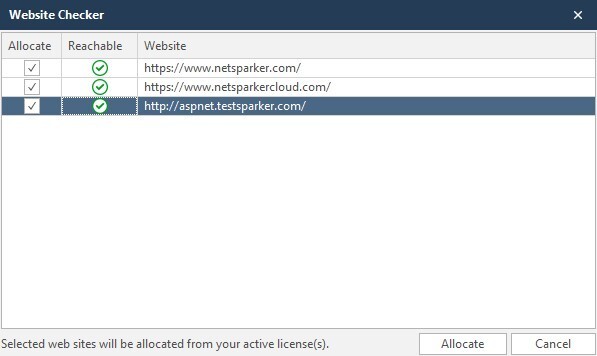 Website Checker
Allocate Reachable Website
https://www.netsparker.com/
https://www.netsparkercloud.com/
http://aspnet.testsparker.com/
Selected web sites will be allocated from your active license(s). Allocate Cancel